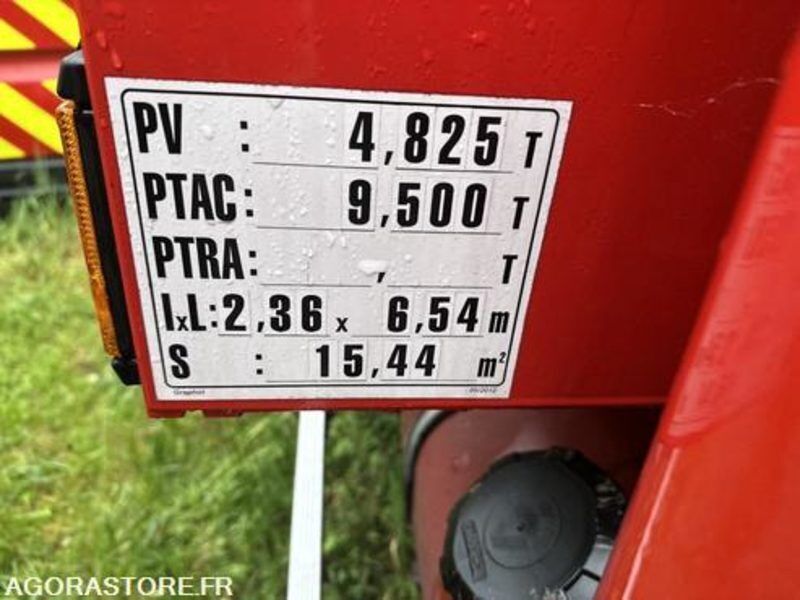 PV : 4,825 T
PTAC: 9,500 T
PTRA: , T
IxL: 2,36 x 6,54 m
S : 15,44 m²
AGORASTORE.FR